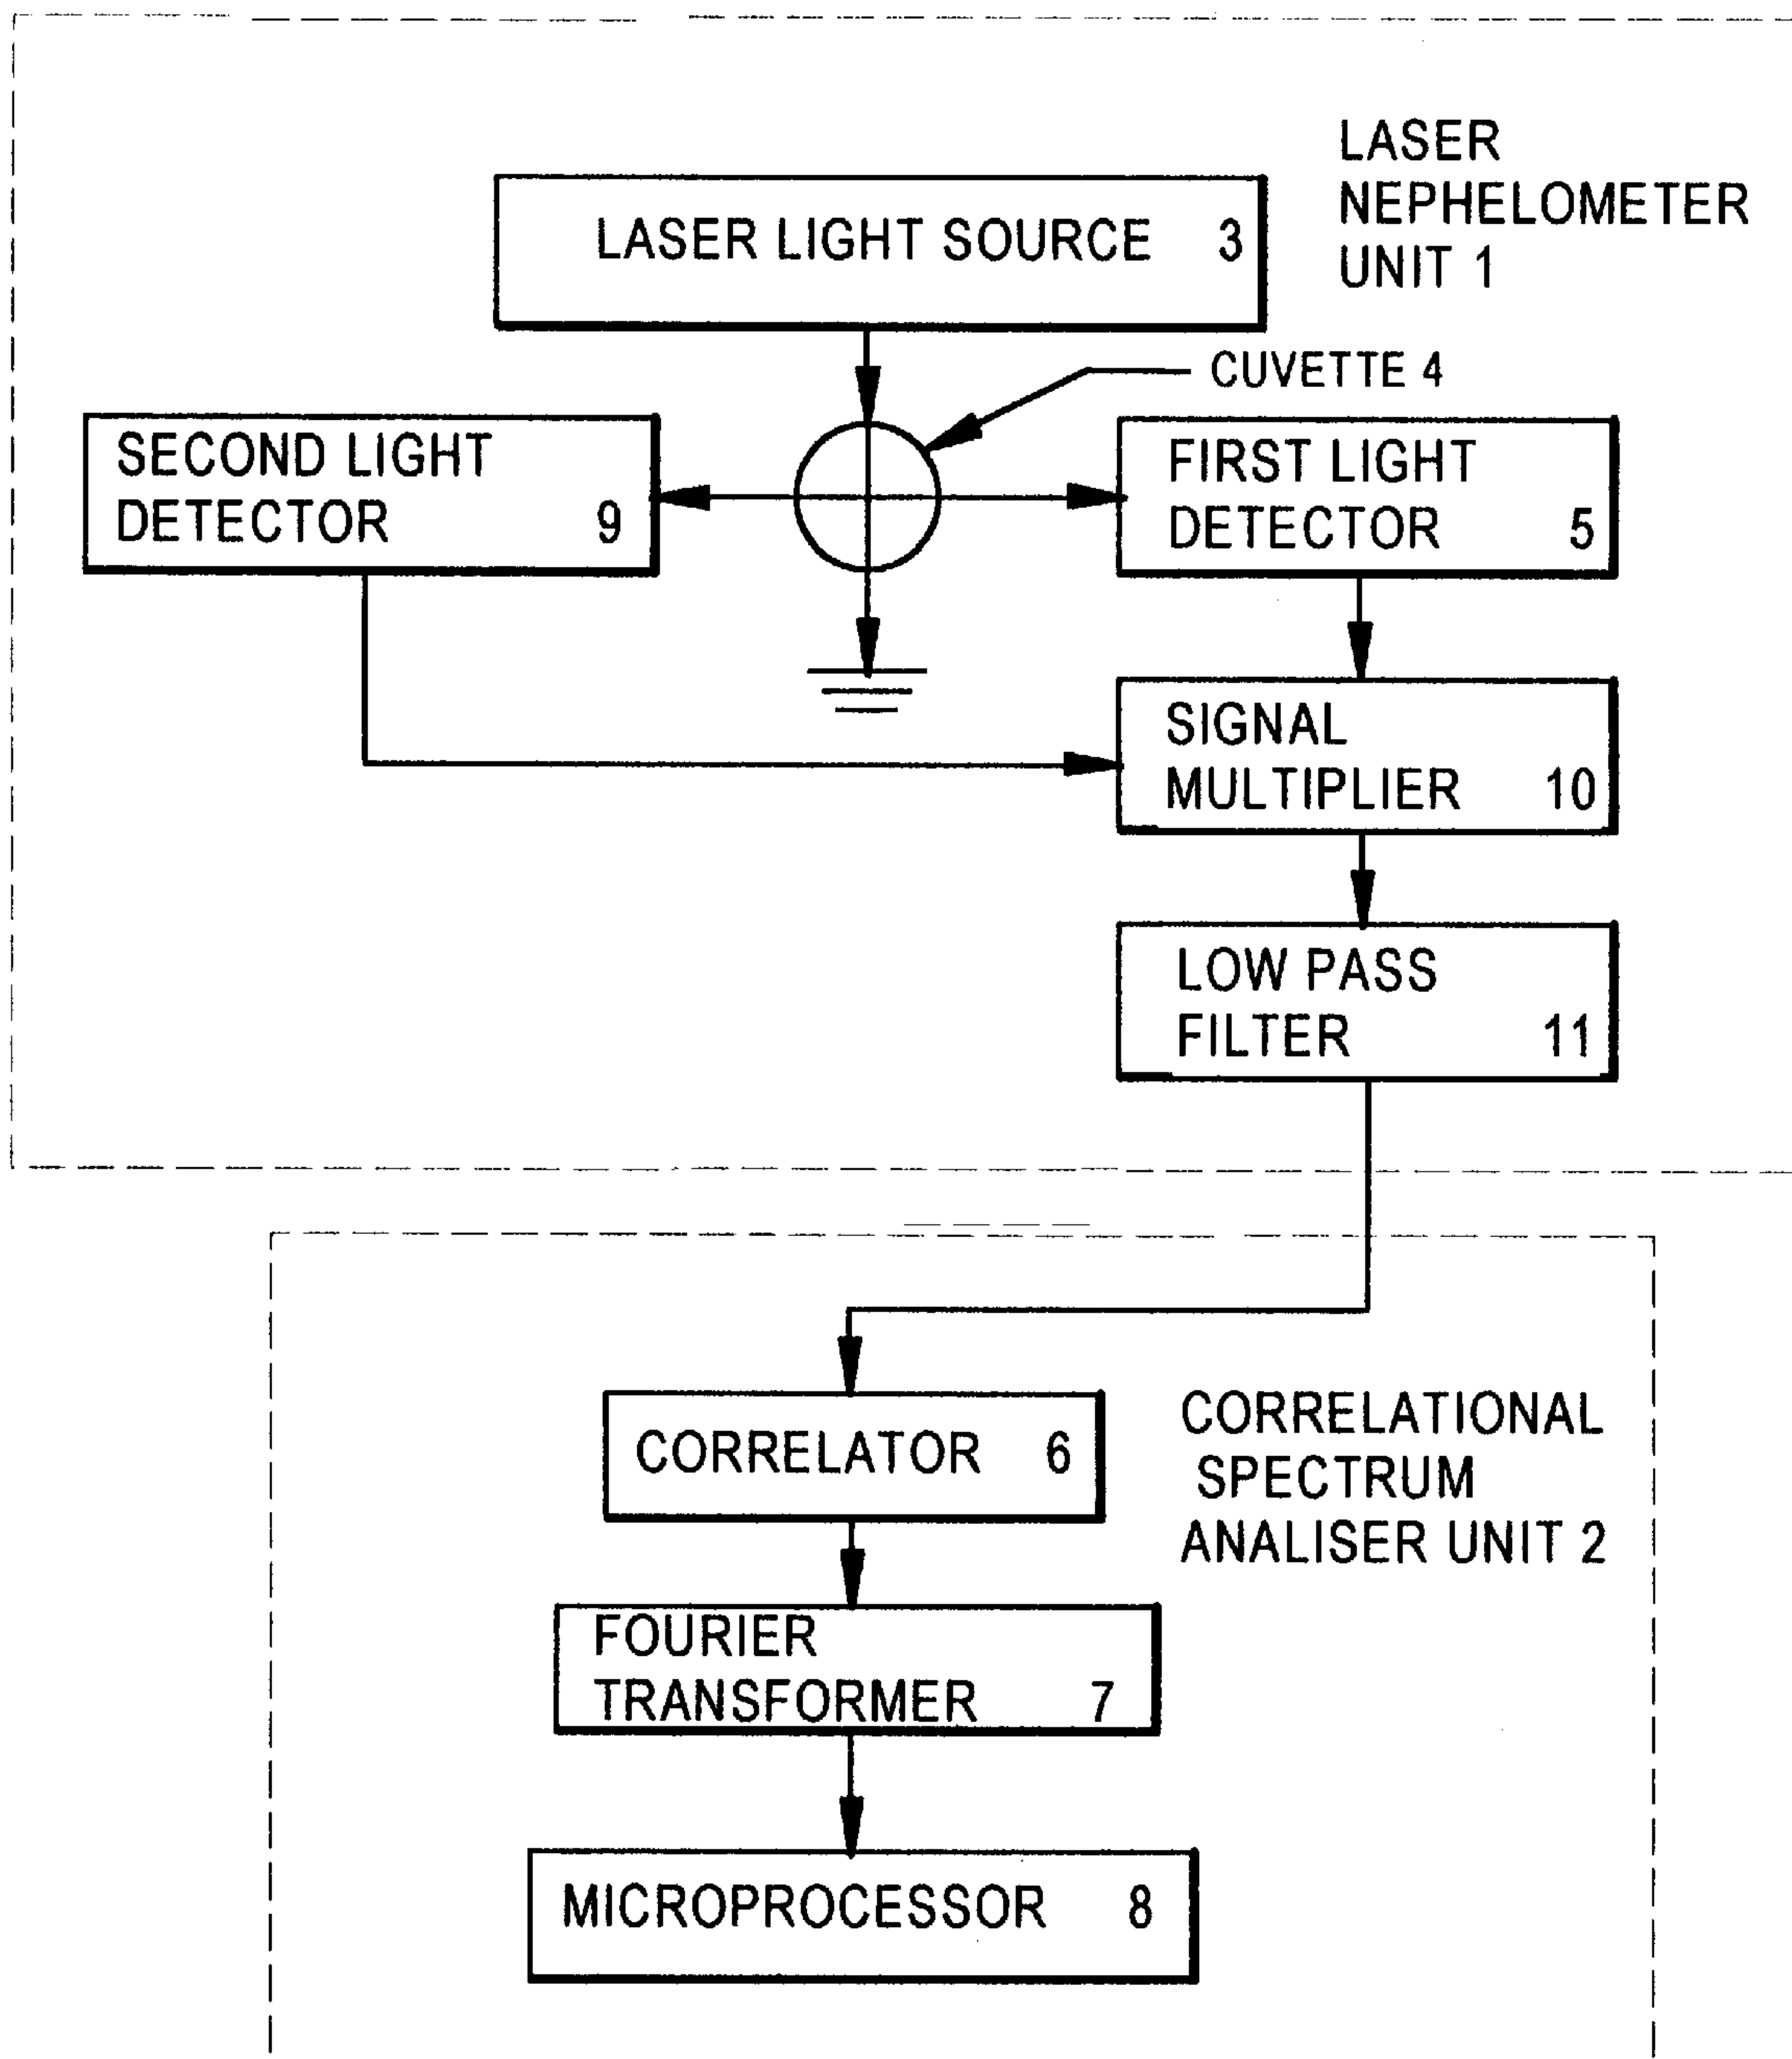 LASER
NEPHELOMETER
UNIT 1
LASER LIGHT SOURCE 3
CUVETTE 4
SECOND LIGHT
DETECTOR 9
FIRST LIGHT
DETECTOR 5
SIGNAL
MULTIPLIER 10
LOW PASS
FILTER 11
CORRELATOR 6
CORRELATIONAL
SPECTRUM
ANALISER UNIT 2
FOURIER
TRANSFORMER 7
MICROPROCESSOR 8